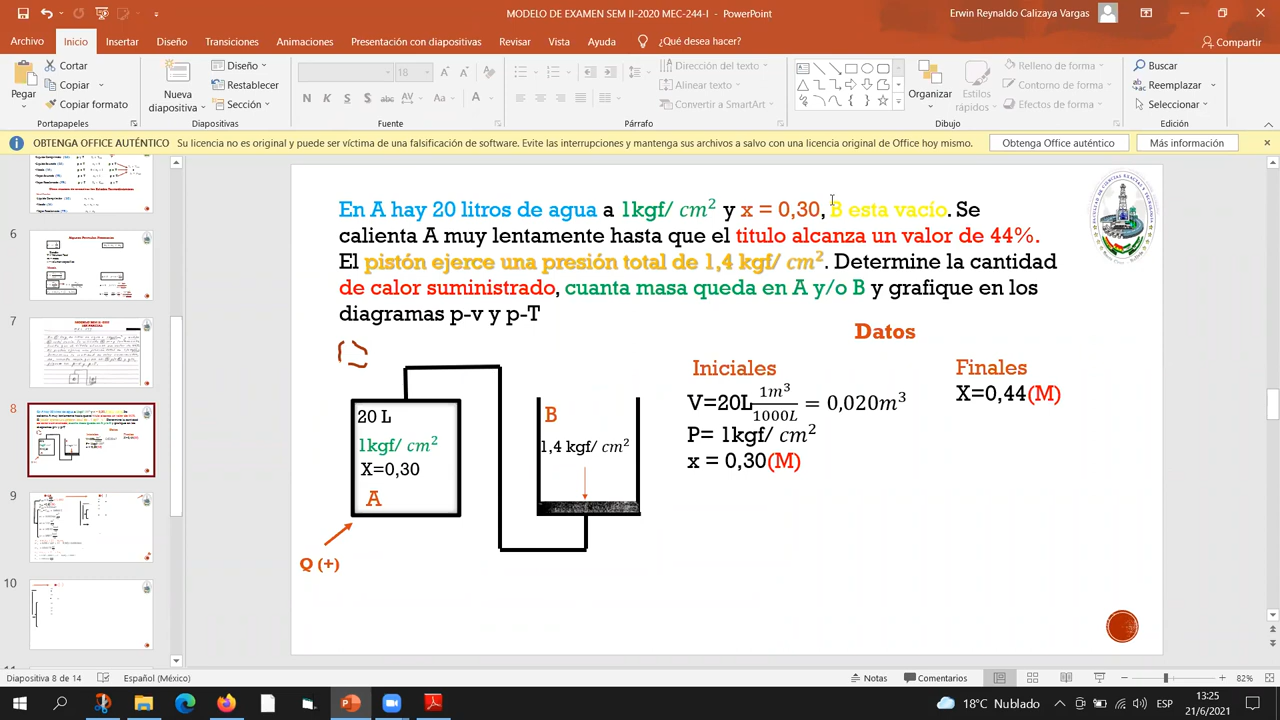 MODELO DE EXAMEN SEM II-2020 MEC-244-I - PowerPoint
Erwin Reynaldo Calizaya Vargas
Archivo Inicio Insertar Diseño Transiciones Animaciones Presentación con diapositivas Revisar Vista Ayuda ¿Qué desea hacer? Compartir
Pegar
Cortar
Copiar
Copiar formato
Portapapeles
Nueva diapositiva
Diseño
Restablecer
Sección
Diapositivas
18
N K S S abc AV Aa A
Fuente
Párrafo
Dirección del texto
Alinear texto
Convertir a SmartArt
Organizar
Estilos rápidos
Relleno de forma
Contorno de forma
Efectos de forma
Dibujo
Buscar
Reemplazar
Seleccionar
Edición
OBTENGA OFFICE AUTÉNTICO Su licencia no es original y puede ser víctima de una falsificación de software. Evite las interrupciones y mantenga sus archivos a salvo con una licencia original de Office hoy mismo. Obtenga Office auténtico Más información
6
7
8
9
10
En A hay 20 litros de agua a 1kgf/ cm² y x = 0,30, B esta vacío. Se
calienta A muy lentamente hasta que el titulo alcanza un valor de 44%.
El pistón ejerce una presión total de 1,4 kgf/ cm². Determine la cantidad
de calor suministrado, cuanta masa queda en A y/o B y grafique en los
diagramas p-v y p-T
Datos
Iniciales
V=20L 1m³/1000L = 0,020m³
P= 1kgf/ cm²
x = 0,30(M)
Finales
X=0,44(M)
20 L
1kgf/ cm²
X=0,30
A
Q (+)
B
1,4 kgf/ cm²
Diapositiva 8 de 14 Español (México) Notas Comentarios 82%
18°C Nublado ESP 13:25
21/6/2021